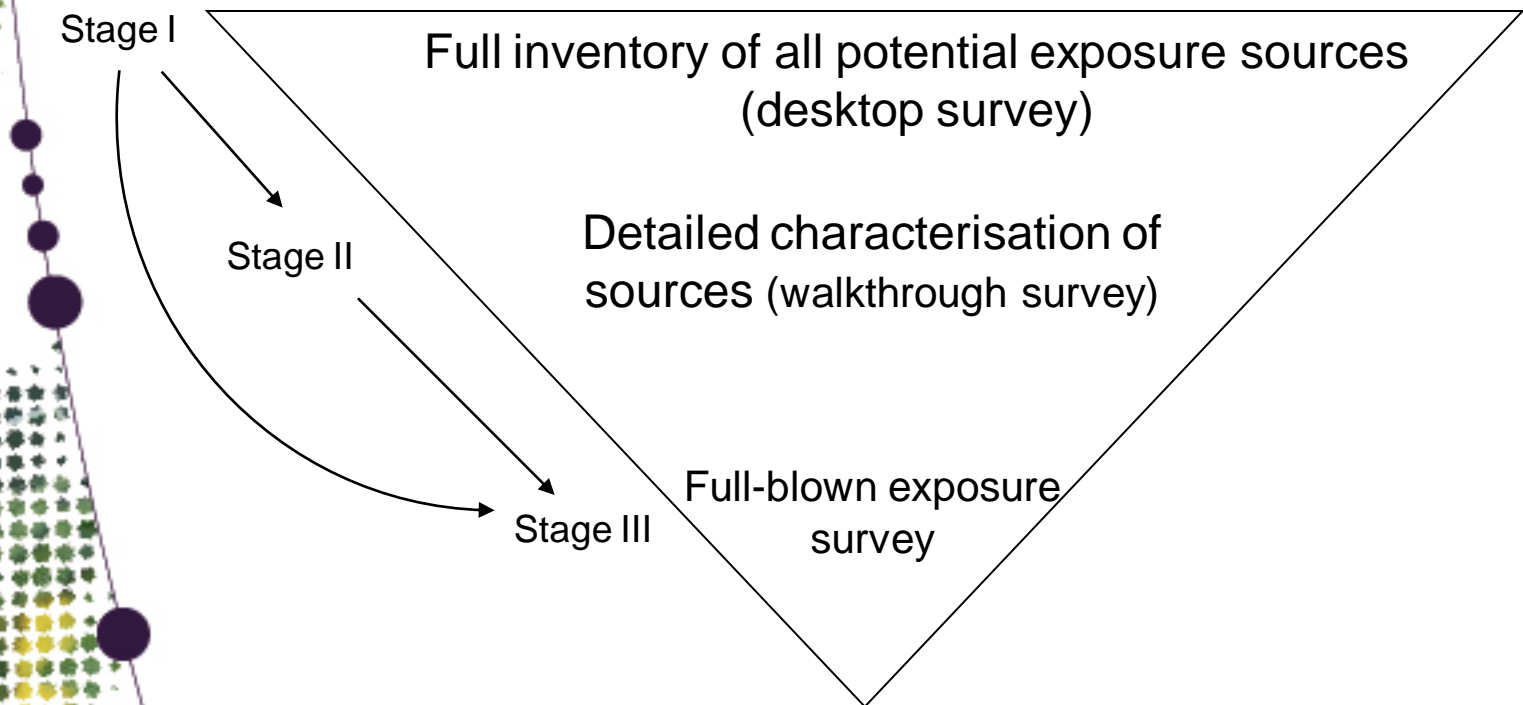 Stage I
Full inventory of all potential exposure sources
(desktop survey)
Stage II
Detailed characterisation of
sources (walkthrough survey)
Stage III
Full-blown exposure
survey